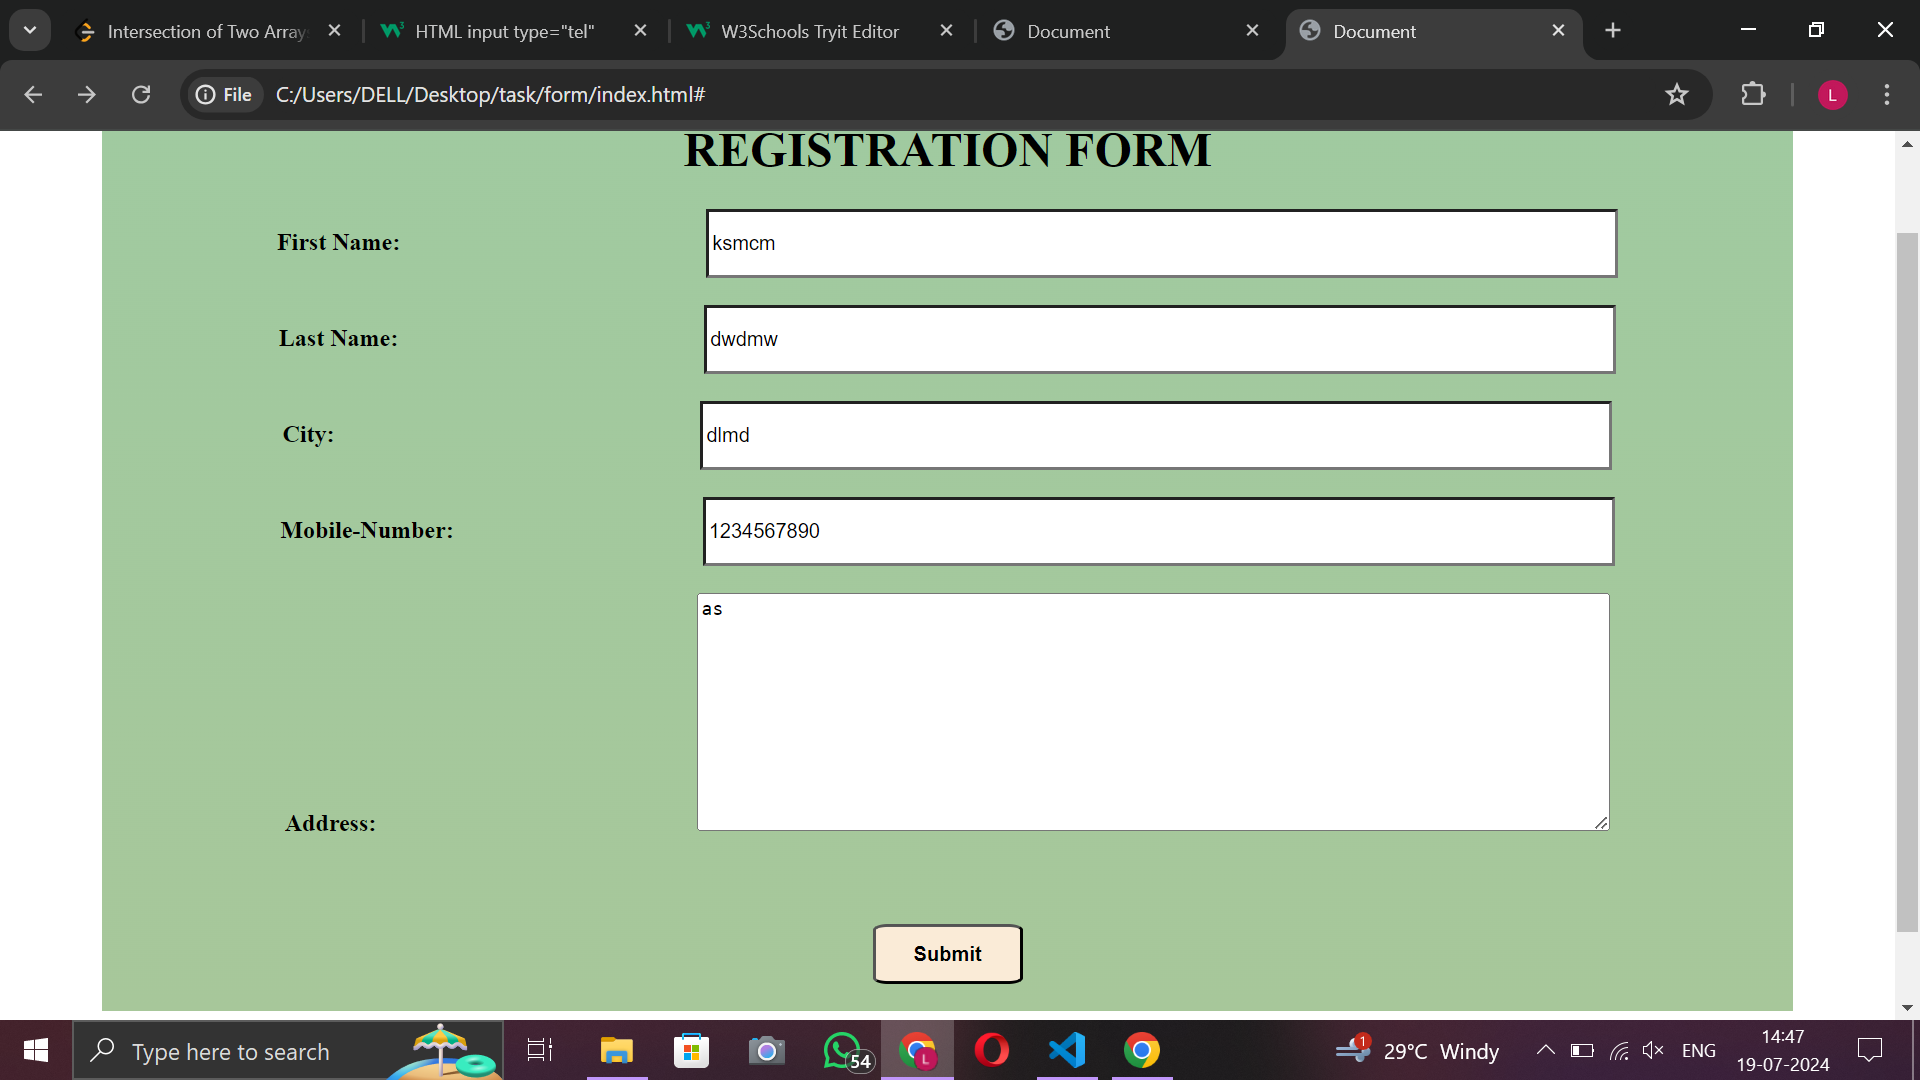 Intersection of Two Array
HTML input type="tel"
W3Schools Tryit Editor
Document
Document
File
C:/Users/DELL/Desktop/task/form/index.html#
L
REGISTRATION FORM
First Name:
ksmcm
Last Name:
dwdmw
City:
dlmd
Mobile-Number:
1234567890
as
Address:
Submit
Type here to search
54
L
1
29°C Windy
ENG
14:47
19-07-2024